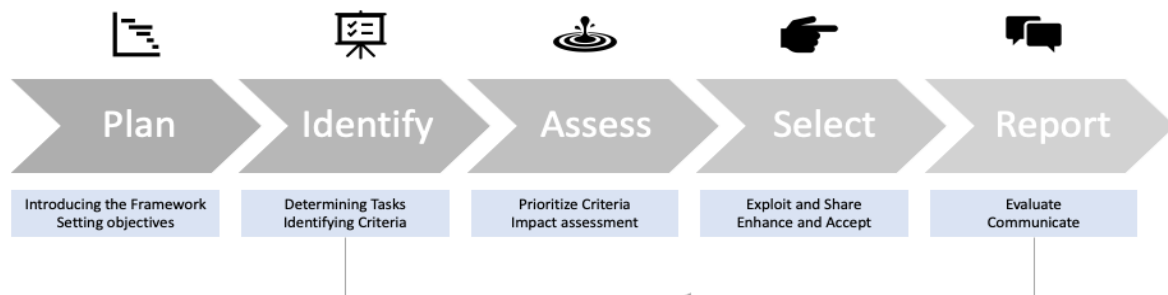 Plan
Identify
Assess
Select
Report
Introducing the Framework
Setting objectives
Determining Tasks
Identifying Criteria
Prioritize Criteria
Impact assessment
Exploit and Share
Enhance and Accept
Evaluate
Communicate